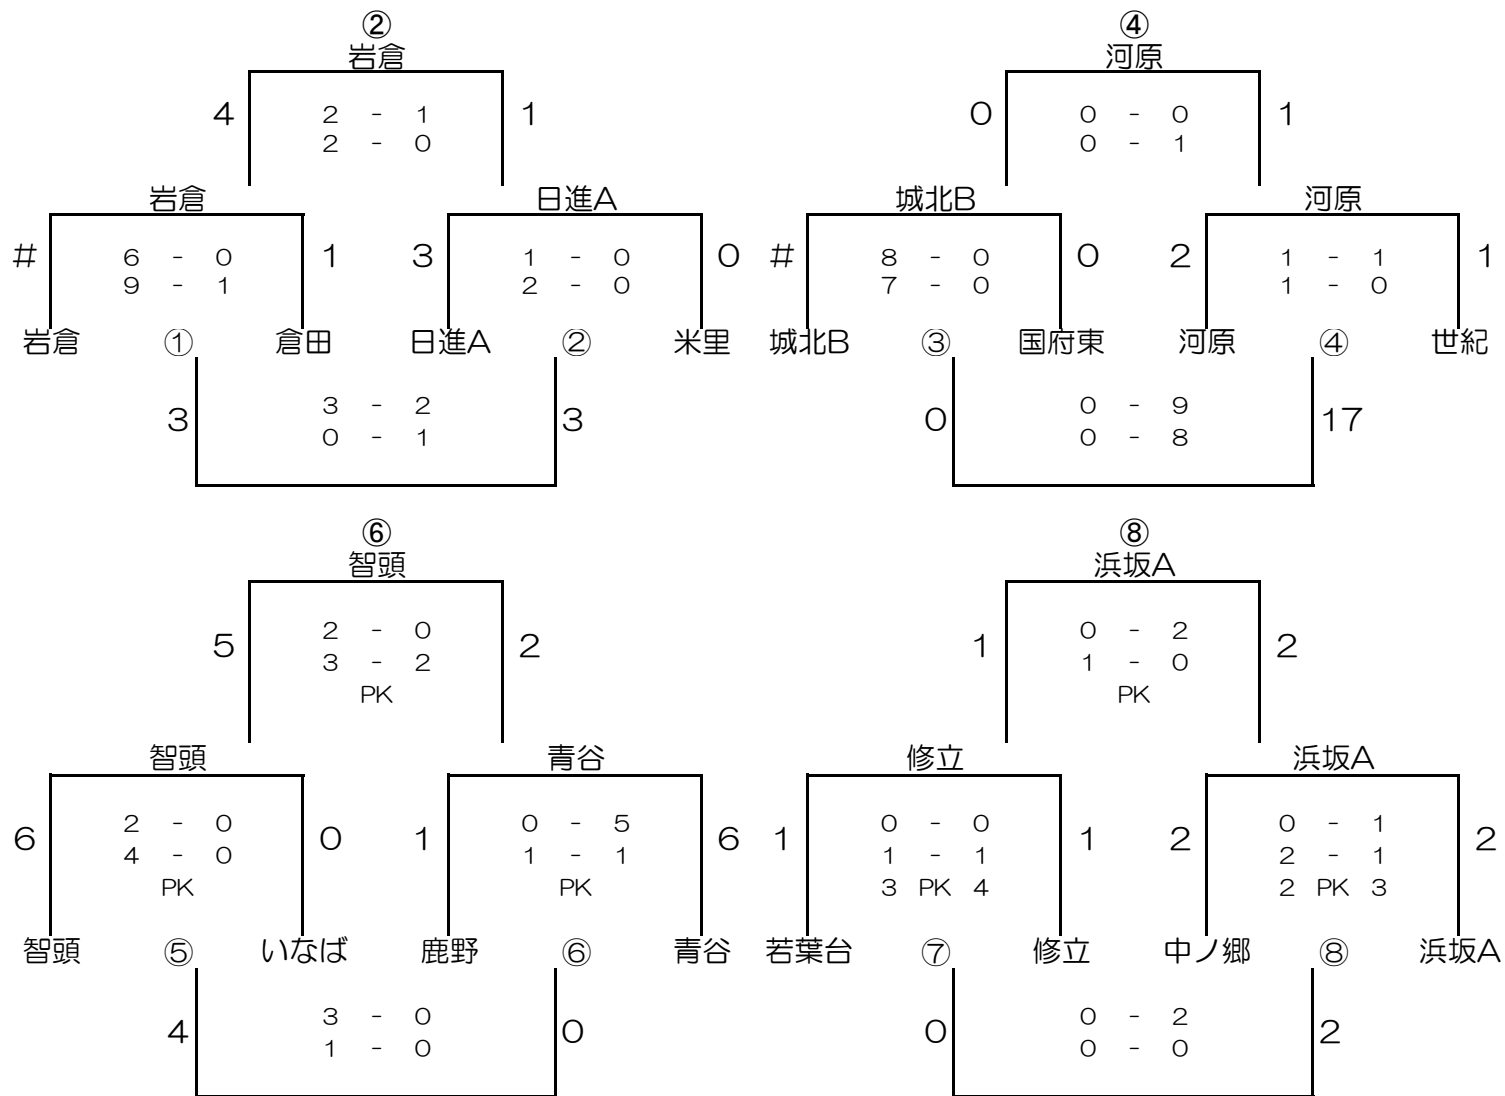 ② ④
岩倉 河原
4 2 - 1 1 0 0 - 0 1
2 - 0 0 - 1
岩倉 日進A 城北B 河原
# 6 - 0 1 3 1 - 0 0 # 8 - 0 0 2 1 - 1 1
9 - 1 2 - 0 7 - 0 1 - 0
岩倉 ① 倉田 日進A ② 米里 城北B ③ 国府東 河原 ④ 世紀
3 3 - 2 3 0 0 - 9 17
0 - 1 0 - 8
⑥ ⑧
智頭 浜坂A
5 2 - 0 2 1 0 - 2 2
3 - 2 1 - 0
PK PK
智頭 青谷 修立 浜坂A
6 2 - 0 0 1 0 - 5 6 1 0 - 0 1 2 0 - 1 2
4 - 0 1 - 1 1 - 1 2 - 1
PK PK 3 PK 4 2 PK 3
智頭 ⑤ いなば 鹿野 ⑥ 青谷 若葉台 ⑦ 修立 中ノ郷 ⑧ 浜坂A
4 3 - 0 0 0 0 - 2 2
1 - 0 0 - 0